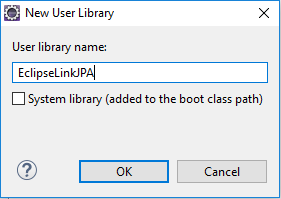 New User Library
User library name:
EclipseLinkJPA
System library (added to the boot class path)
?
OK
Cancel